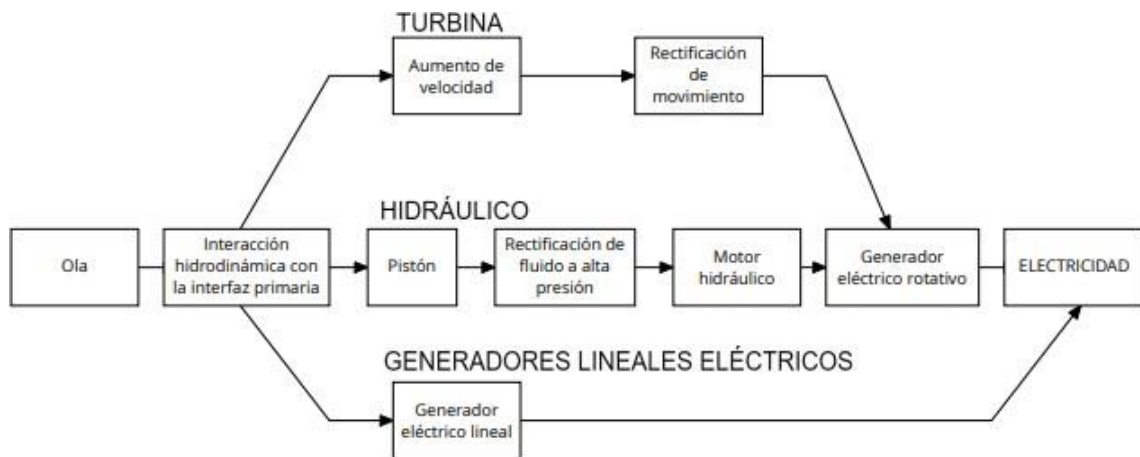 TURBINA
Aumento de
velocidad
Rectificación
de
movimiento
HIDRÁULICO
Ola
Interacción
hidrodinámica con
la interfaz primaria
Pistón
Rectificación de
fluido a alta
presión
Motor
hidráulico
Generador
eléctrico rotativo
ELECTRICIDAD
GENERADORES LINEALES ELÉCTRICOS
Generador
eléctrico lineal